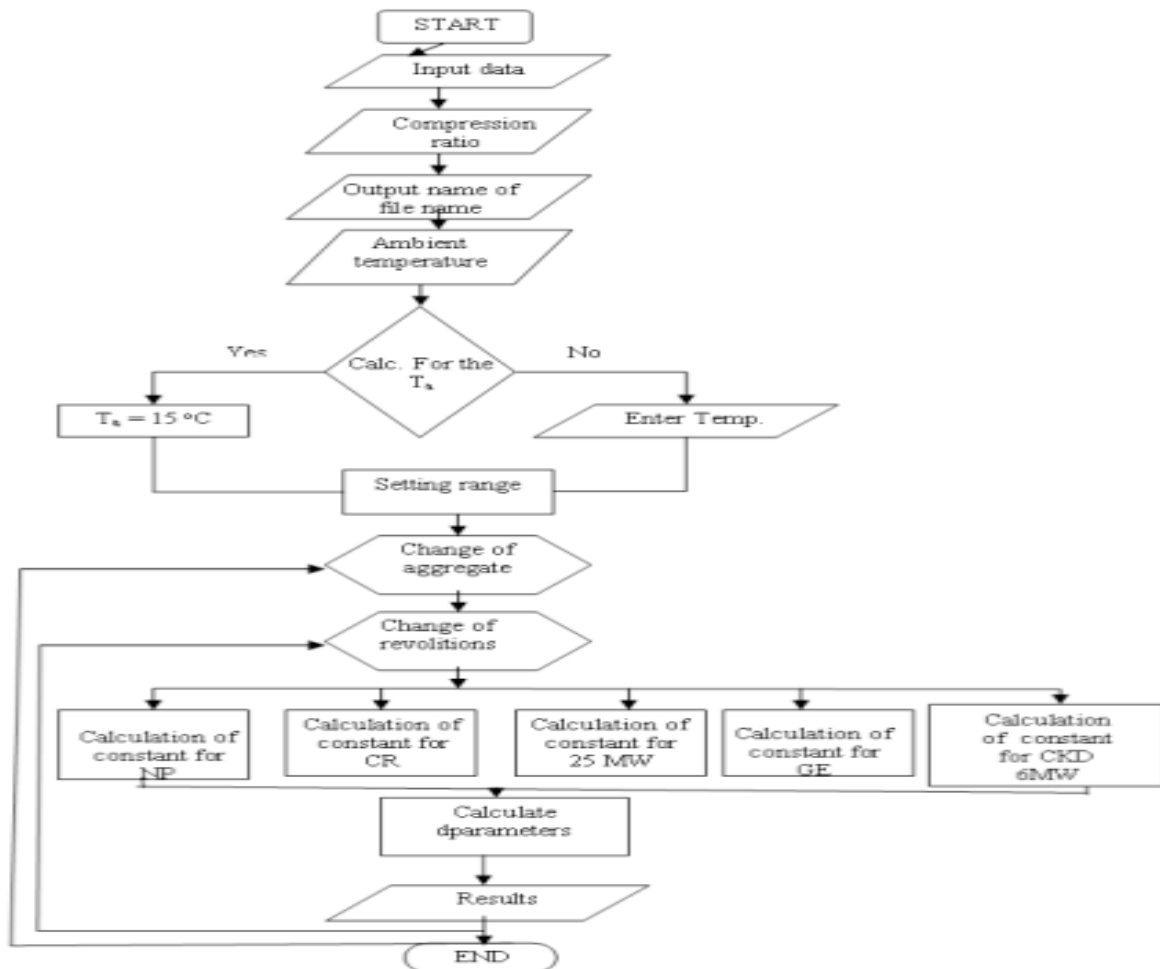 START
Input data
Compression
ratio
Output name of
file name
Ambient
temperature
Yes
No
Calc. For the
Ta
Ta = 15 °C
Enter Temp.
Setting range
Change of
aggregate
Change of
revolitions
Calculation of
constant for
NP
Calculation of
constant for
CR
Calculation of
constant for
25 MW
Calculation of
constant for
GE
Calculation
of constant
for CKD
6MW
Calculate
dparameters
Results
END